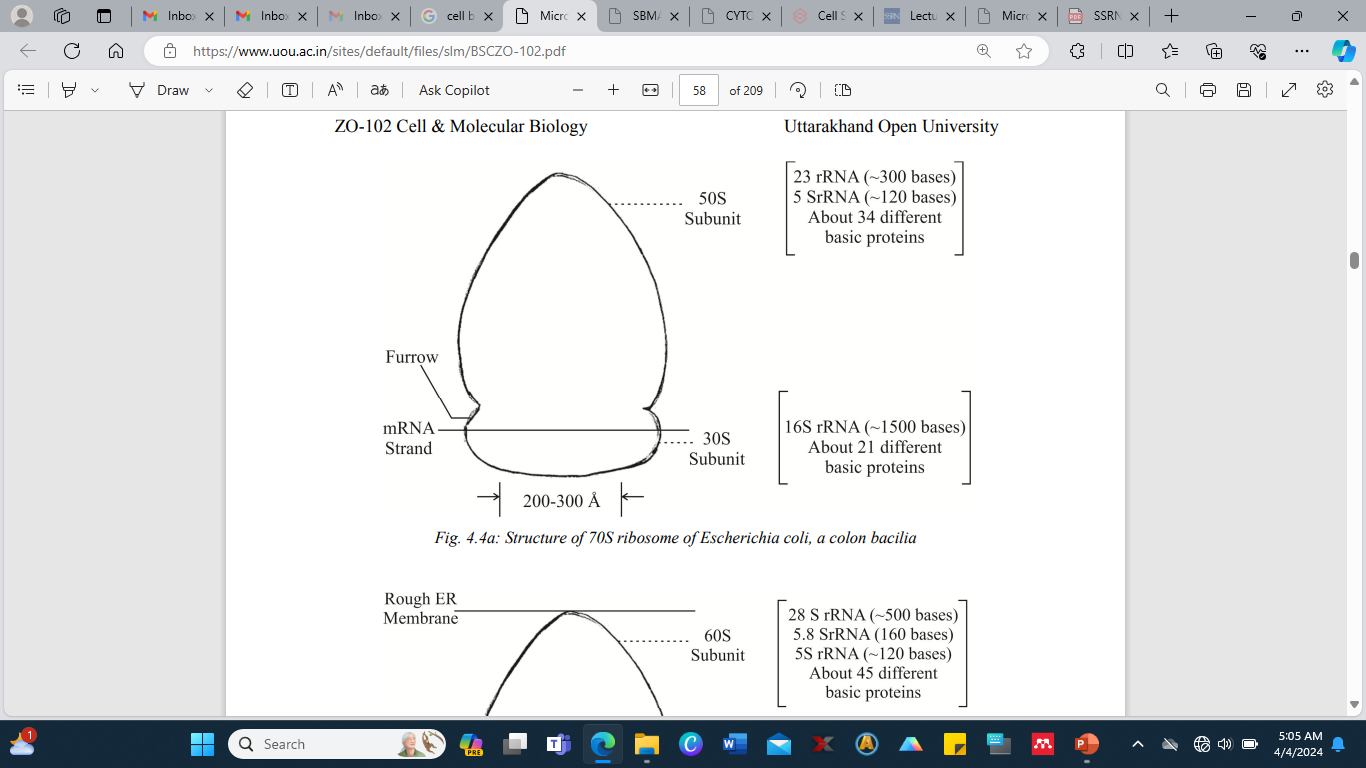 Inbox
Inbox
Inbox
cell b
Micro
SBMA
CYTC
Cell S
Lectu
Micro
SSRN
https://www.uou.ac.in/sites/default/files/slm/BSCZO-102.pdf
Draw
Ask Copilot
58 of 209
ZO-102 Cell & Molecular Biology Uttarakhand Open University
50S
Subunit
23 rRNA (~300 bases)
5 SrRNA (~120 bases)
About 34 different
basic proteins
Furrow
mRNA
Strand
30S
Subunit
16S rRNA (~1500 bases)
About 21 different
basic proteins
200-300 Å
Fig. 4.4a: Structure of 70S ribosome of Escherichia coli, a colon bacilia
Rough ER
Membrane
60S
Subunit
28 S rRNA (~500 bases)
5.8 SrRNA (160 bases)
5S rRNA (~120 bases)
About 45 different
basic proteins
1
Search
PRE
5:05 AM
4/4/2024